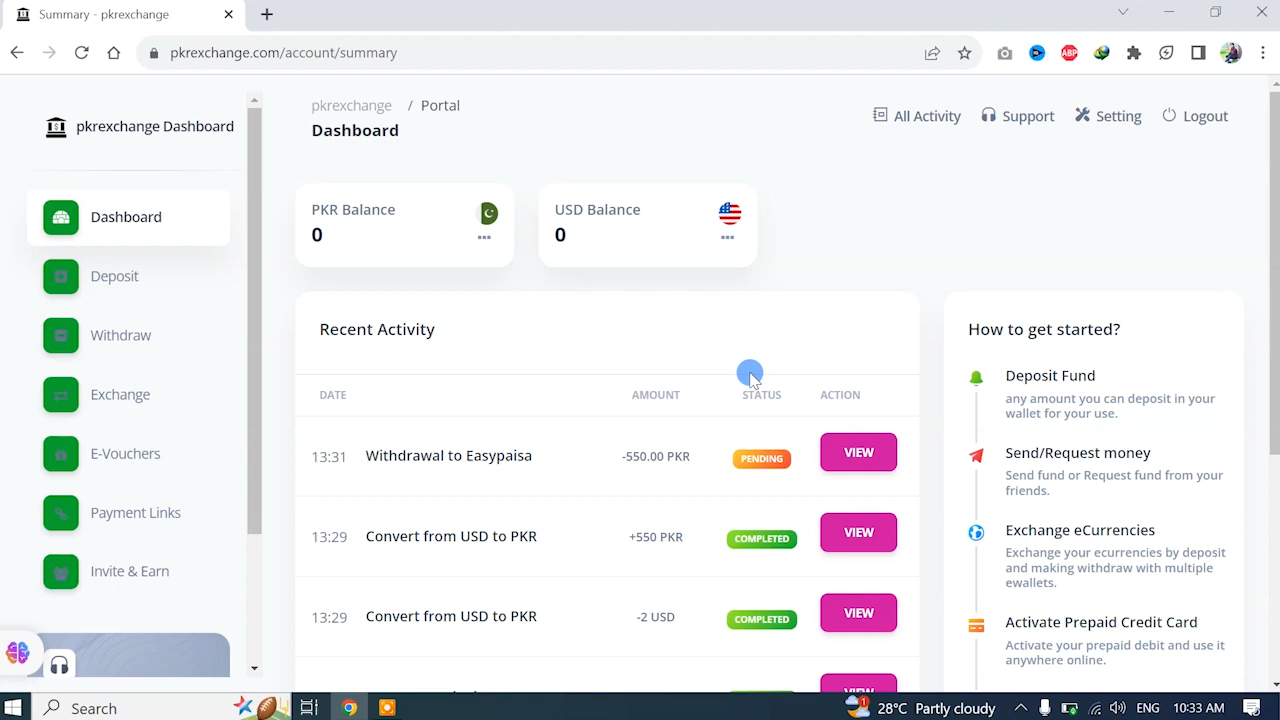 Summary - pkrexchange
pkrexchange.com/account/summary
ABP
pkrexchange Dashboard
pkrexchange / Portal
Dashboard
All Activity
Support
Setting
Logout
Dashboard
Deposit
Withdraw
Exchange
E-Vouchers
Payment Links
Invite & Earn
PKR Balance
0
USD Balance
0
Recent Activity
DATE AMOUNT STATUS ACTION
13:31 Withdrawal to Easypaisa -550.00 PKR PENDING VIEW
13:29 Convert from USD to PKR +550 PKR COMPLETED VIEW
13:29 Convert from USD to PKR -2 USD COMPLETED VIEW
VIEW
How to get started?
Deposit Fund
any amount you can deposit in your
wallet for your use.
Send/Request money
Send fund or Request fund from your
friends.
Exchange eCurrencies
Exchange your ecurrencies by deposit
and making withdraw with multiple
ewallets.
Activate Prepaid Credit Card
Activate your prepaid debit and use it
anywhere online.
Search
1
28°C Partly cloudy
ENG
10:33 AM